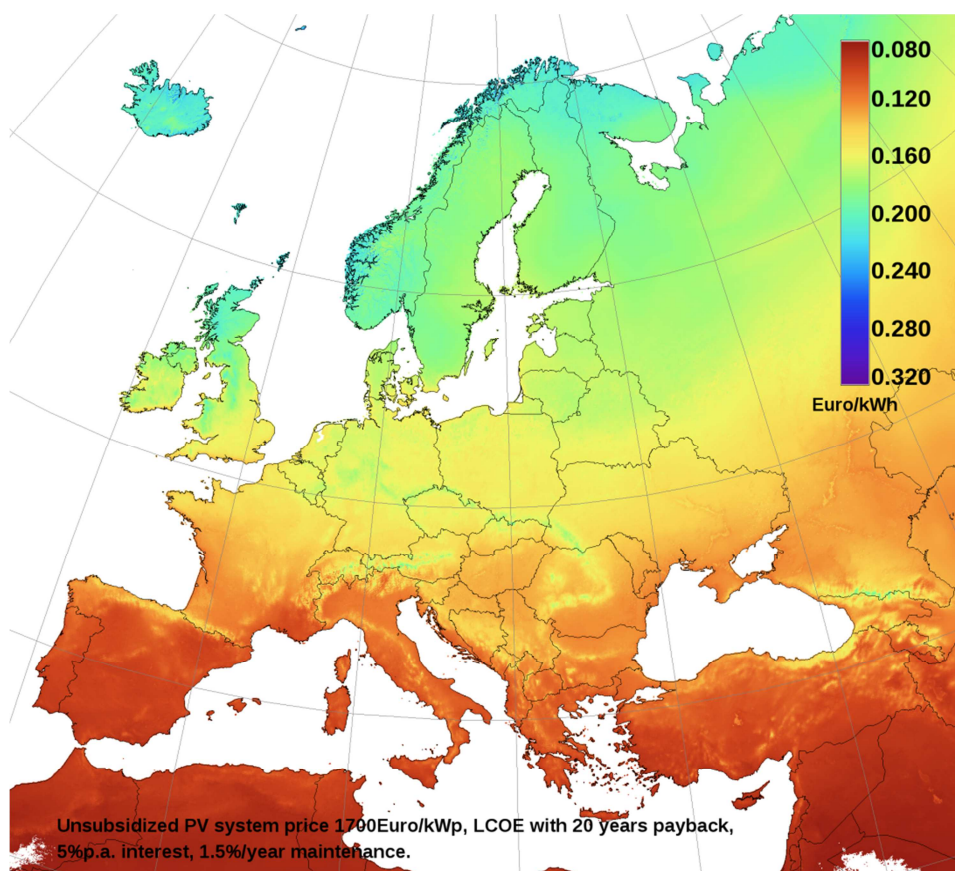 0.080
0.120
0.160
0.200
0.240
0.280
0.320
Euro/kWh
Unsubsidized PV system price 1700Euro/kWp, LCOE with 20 years payback,
5%p.a. interest, 1.5%/year maintenance.